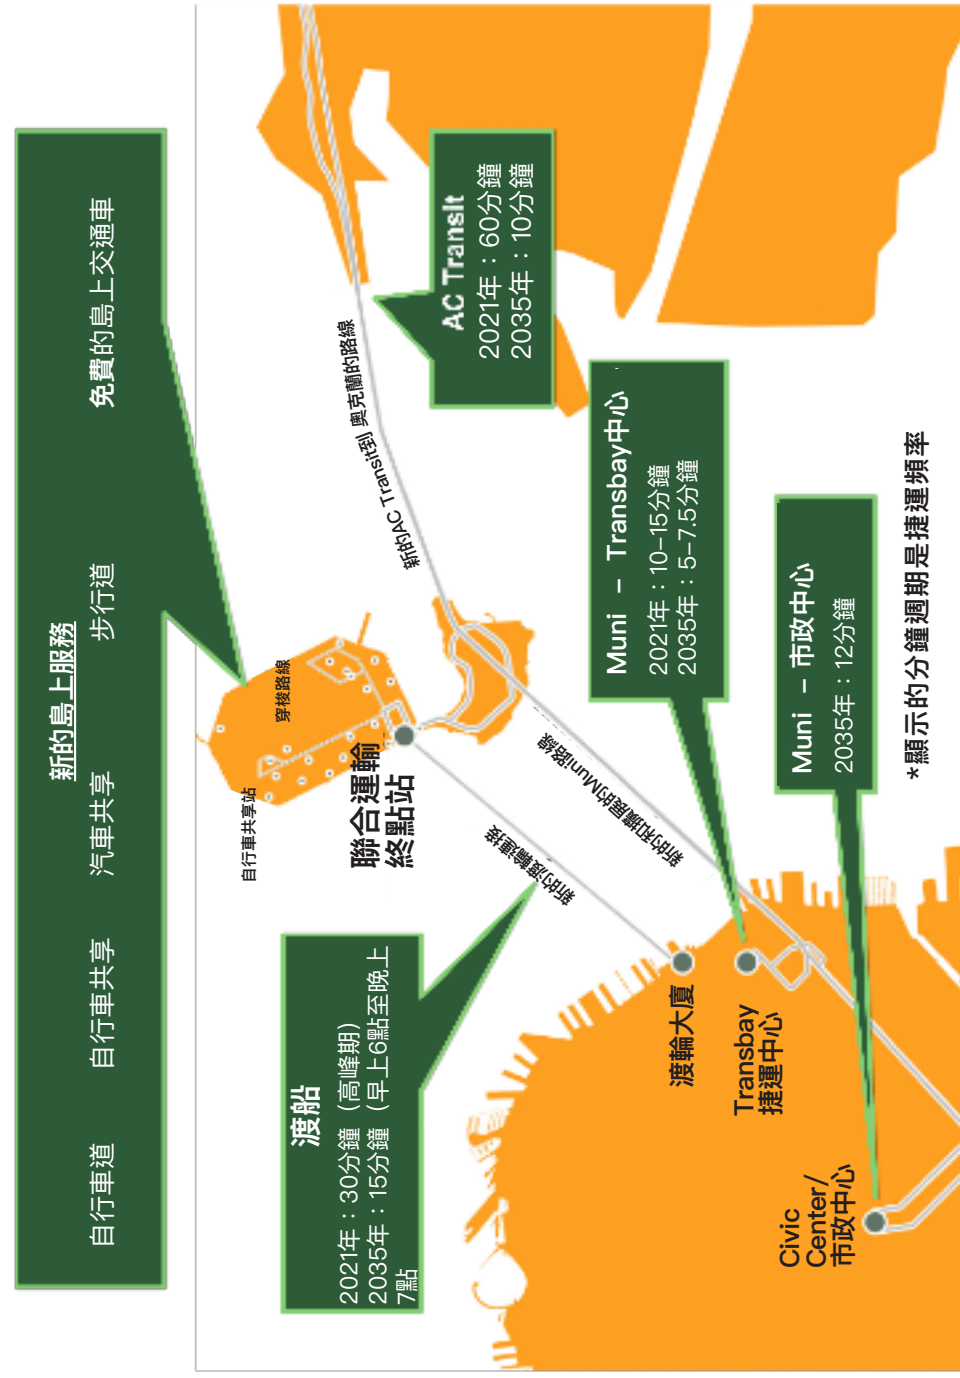 新的島上服務
自行車道 自行車共享 汽車共享 步行道 免費的島上交通車
渡船
2021年：30分鐘（高峰期）
2035年：15分鐘（早上6點至晚上
7點
自行車共享站
穿梭路線
聯合運輸
終點站
新的AC Transit到 奧克蘭的路線
AC Transit
2021年：60分鐘
2035年：10分鐘
新的渡輪連接
新的和擴展的Muni路線
Muni – Transbay中心
2021年：10–15分鐘
2035年：5–7.5分鐘
渡輪大廈
Transbay
捷運中心
Civic
Center/
市政中心
Muni – 市政中心
2035年：12分鐘
*顯示的分鐘週期是捷運頻率